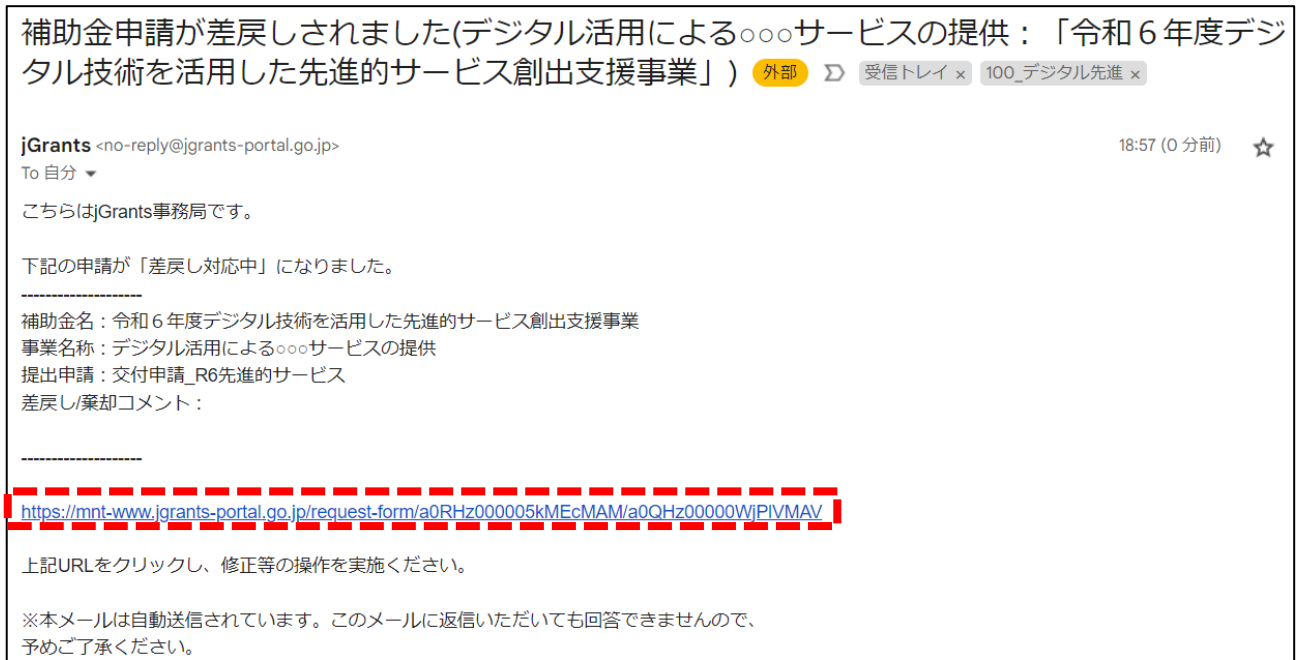 補助金申請が差戻しされました(デジタル活用による○○○サービスの提供：「令和６年度デジ
タル技術を活用した先進的サービス創出支援事業」) 外部 受信トレイ × 100_デジタル先進 ×
jGrants <no-reply@jgrants-portal.go.jp> 18:57 (0 分前)
To 自分
こちらはjGrants事務局です。
下記の申請が「差戻し対応中」になりました。
--------------------
補助金名：令和６年度デジタル技術を活用した先進的サービス創出支援事業
事業名称：デジタル活用による○○○サービスの提供
提出申請：交付申請_R6先進的サービス
差戻し/棄却コメント：
--------------------
https://mnt-www.jgrants-portal.go.jp/request-form/a0RHz000005kMEcMAM/a0QHz00000WjPlVMAV
上記URLをクリックし、修正等の操作を実施ください。
※本メールは自動送信されています。このメールに返信いただいても回答できませんので、
予めご了承ください。